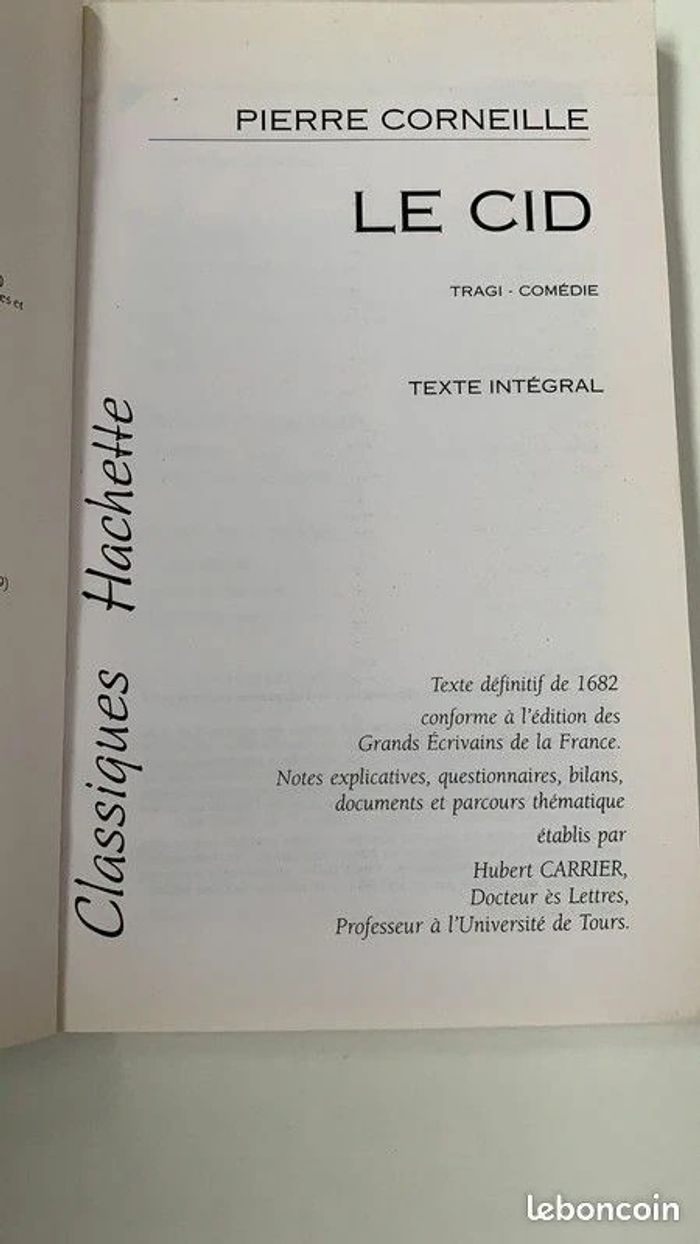 PIERRE CORNEILLE
LE CID
TRAGI - COMÉDIE
TEXTE INTÉGRAL
Classiques Hachette
Texte définitif de 1682
conforme à l'édition des
Grands Écrivains de la France.
Notes explicatives, questionnaires, bilans,
documents et parcours thématique
établis par
Hubert CARRIER,
Docteur ès Lettres,
Professeur à l'Université de Tours.
leboncoin